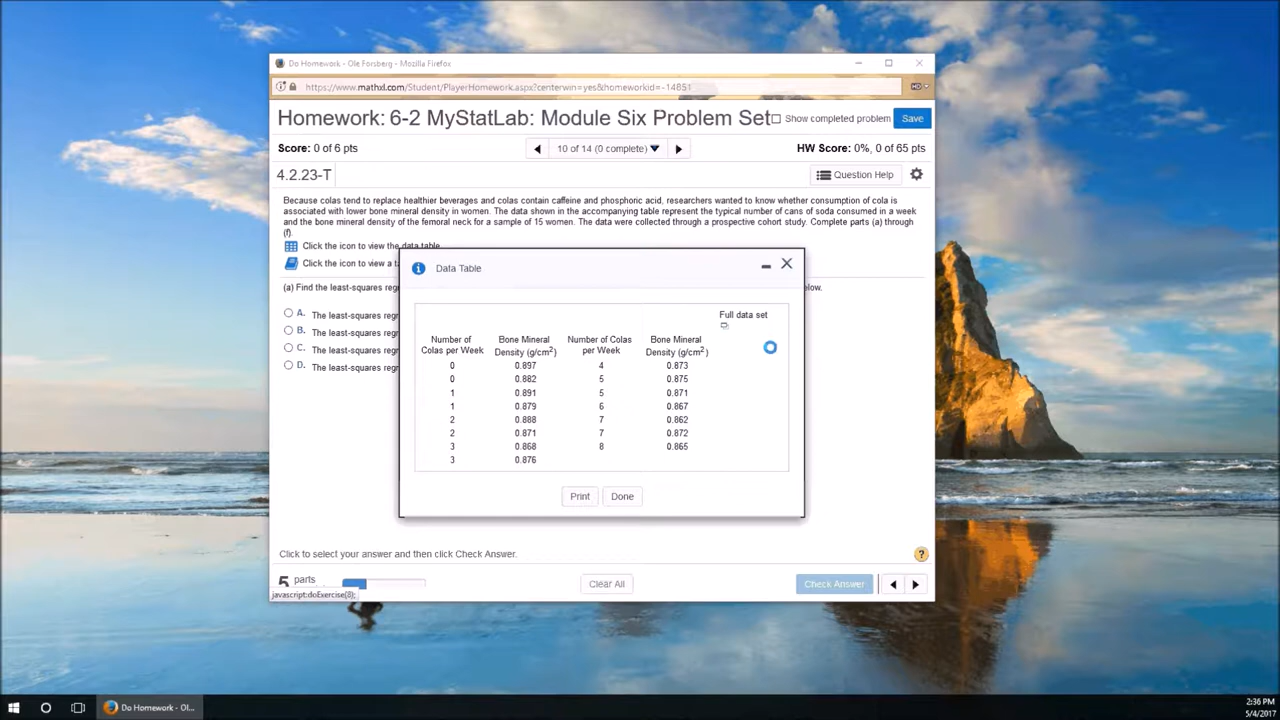 Do Homework - Ole Forsberg - Mozilla Firefox
https://www.mathxl.com/Student/PlayerHomework.aspx?centerwin=yes&homeworkid=-14851
Homework: 6-2 MyStatLab: Module Six Problem Set
Show completed problem
Save
Score: 0 of 6 pts
10 of 14 (0 complete)
HW Score: 0%, 0 of 65 pts
4.2.23-T
Question Help
Because colas tend to replace healthier beverages and colas contain caffeine and phosphoric acid, researchers wanted to know whether consumption of cola is
associated with lower bone mineral density in women. The data shown in the accompanying table represent the typical number of cans of soda consumed in a week
and the bone mineral density of the femoral neck for a sample of 15 women. The data were collected through a prospective cohort study. Complete parts (a) through
(f).
Click the icon to view the data table
Click the icon to view a
(a) Find the least-squares
A. The least-squares
B. The least-squares
C. The least-squares
D. The least-squares
Data Table
Full data set
Number of Colas per Week
Bone Mineral Density (g/cm²)
Number of Colas per Week
Bone Mineral Density (g/cm²)
0 0.897 4 0.873
0 0.882 5 0.875
1 0.891 5 0.871
1 0.879 6 0.867
2 0.888 7 0.862
2 0.871 7 0.872
3 0.868 8 0.865
3 0.876
Print
Done
Click to select your answer and then click Check Answer.
?
5 parts
Clear All
Check Answer
javascript:doExercise(8);
Do Homework - Ol...
2:36 PM
5/4/2017